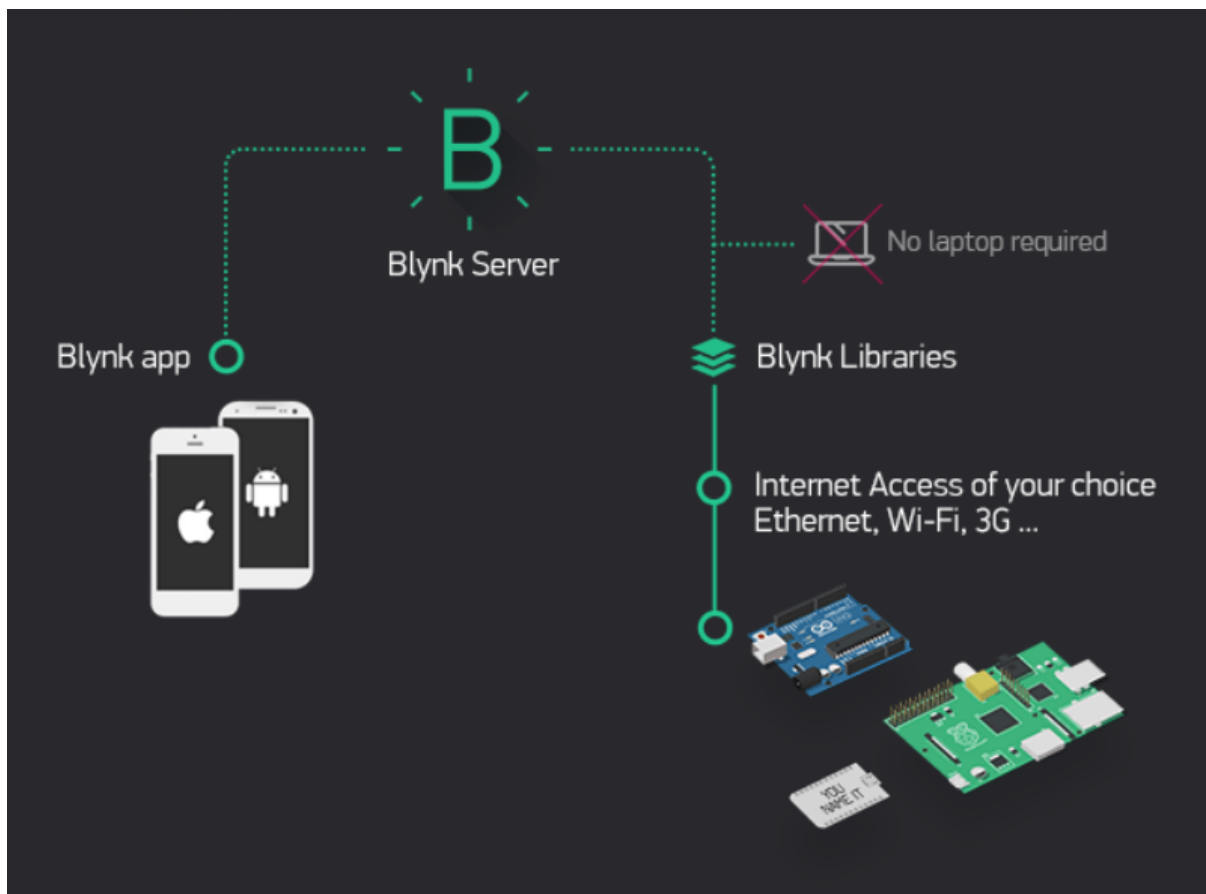 B
Blynk Server
No laptop required
Blynk app
Blynk Libraries
Internet Access of your choice
Ethernet, Wi-Fi, 3G ...
UNO
YOU
NAME IT